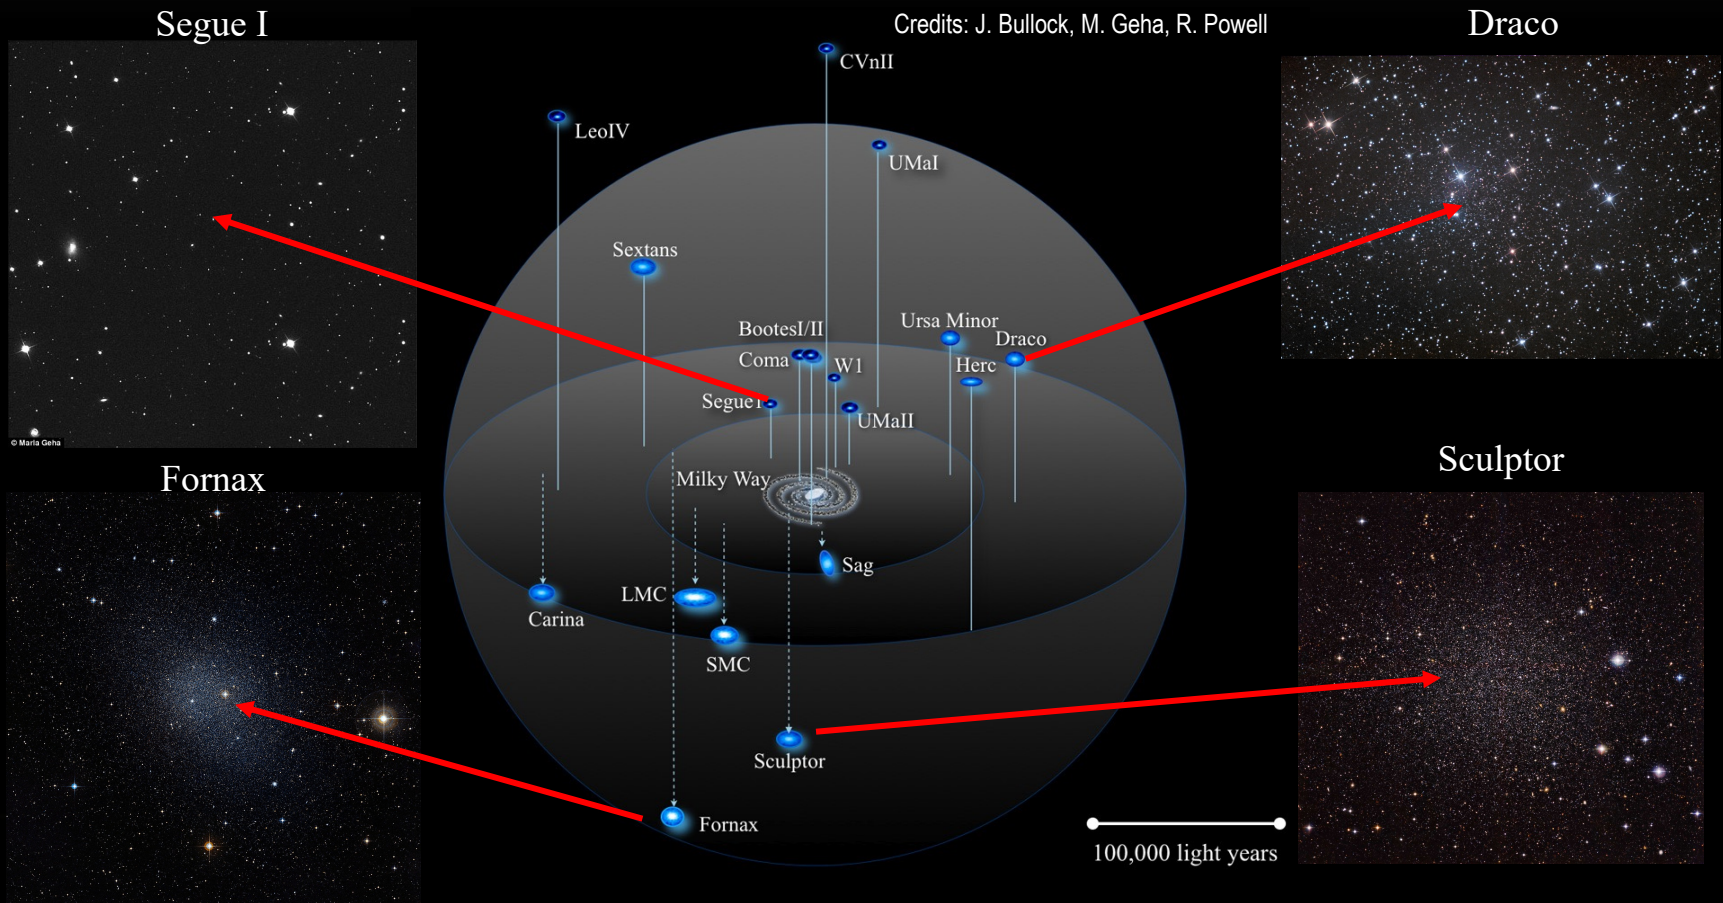 Segue I
Credits: J. Bullock, M. Geha, R. Powell
Draco
CVnII
LeoIV
UMaI
Sextans
BootesI/II
Ursa Minor
Draco
Coma
W1
Herc
Segue1
UMaII
© Marla Geha
Fornax
Milky Way
Sculptor
Sag
LMC
Carina
SMC
Sculptor
Fornax
100,000 light years